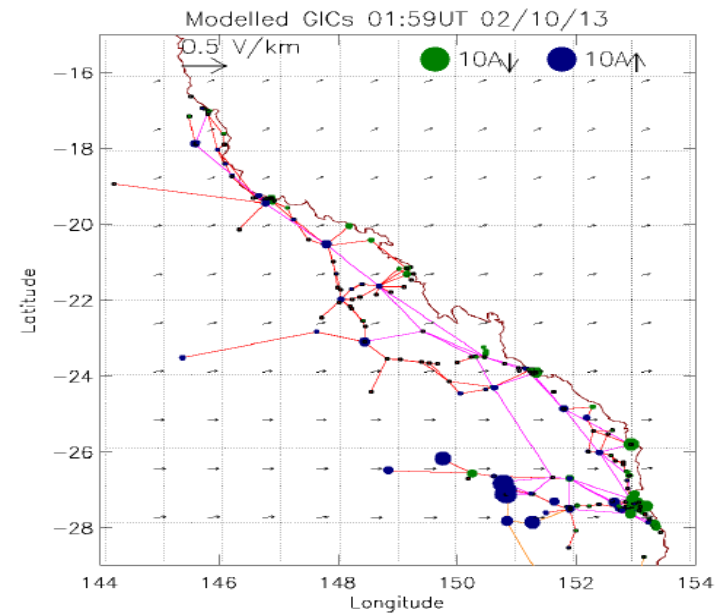 Modelled GICs 01:59UT 02/10/13
0.5 V/km
10A↓ 10A↑
−16
−18
−20
−22
−24
−26
−28
Latitude
144 146 148 150 152 154
Longitude